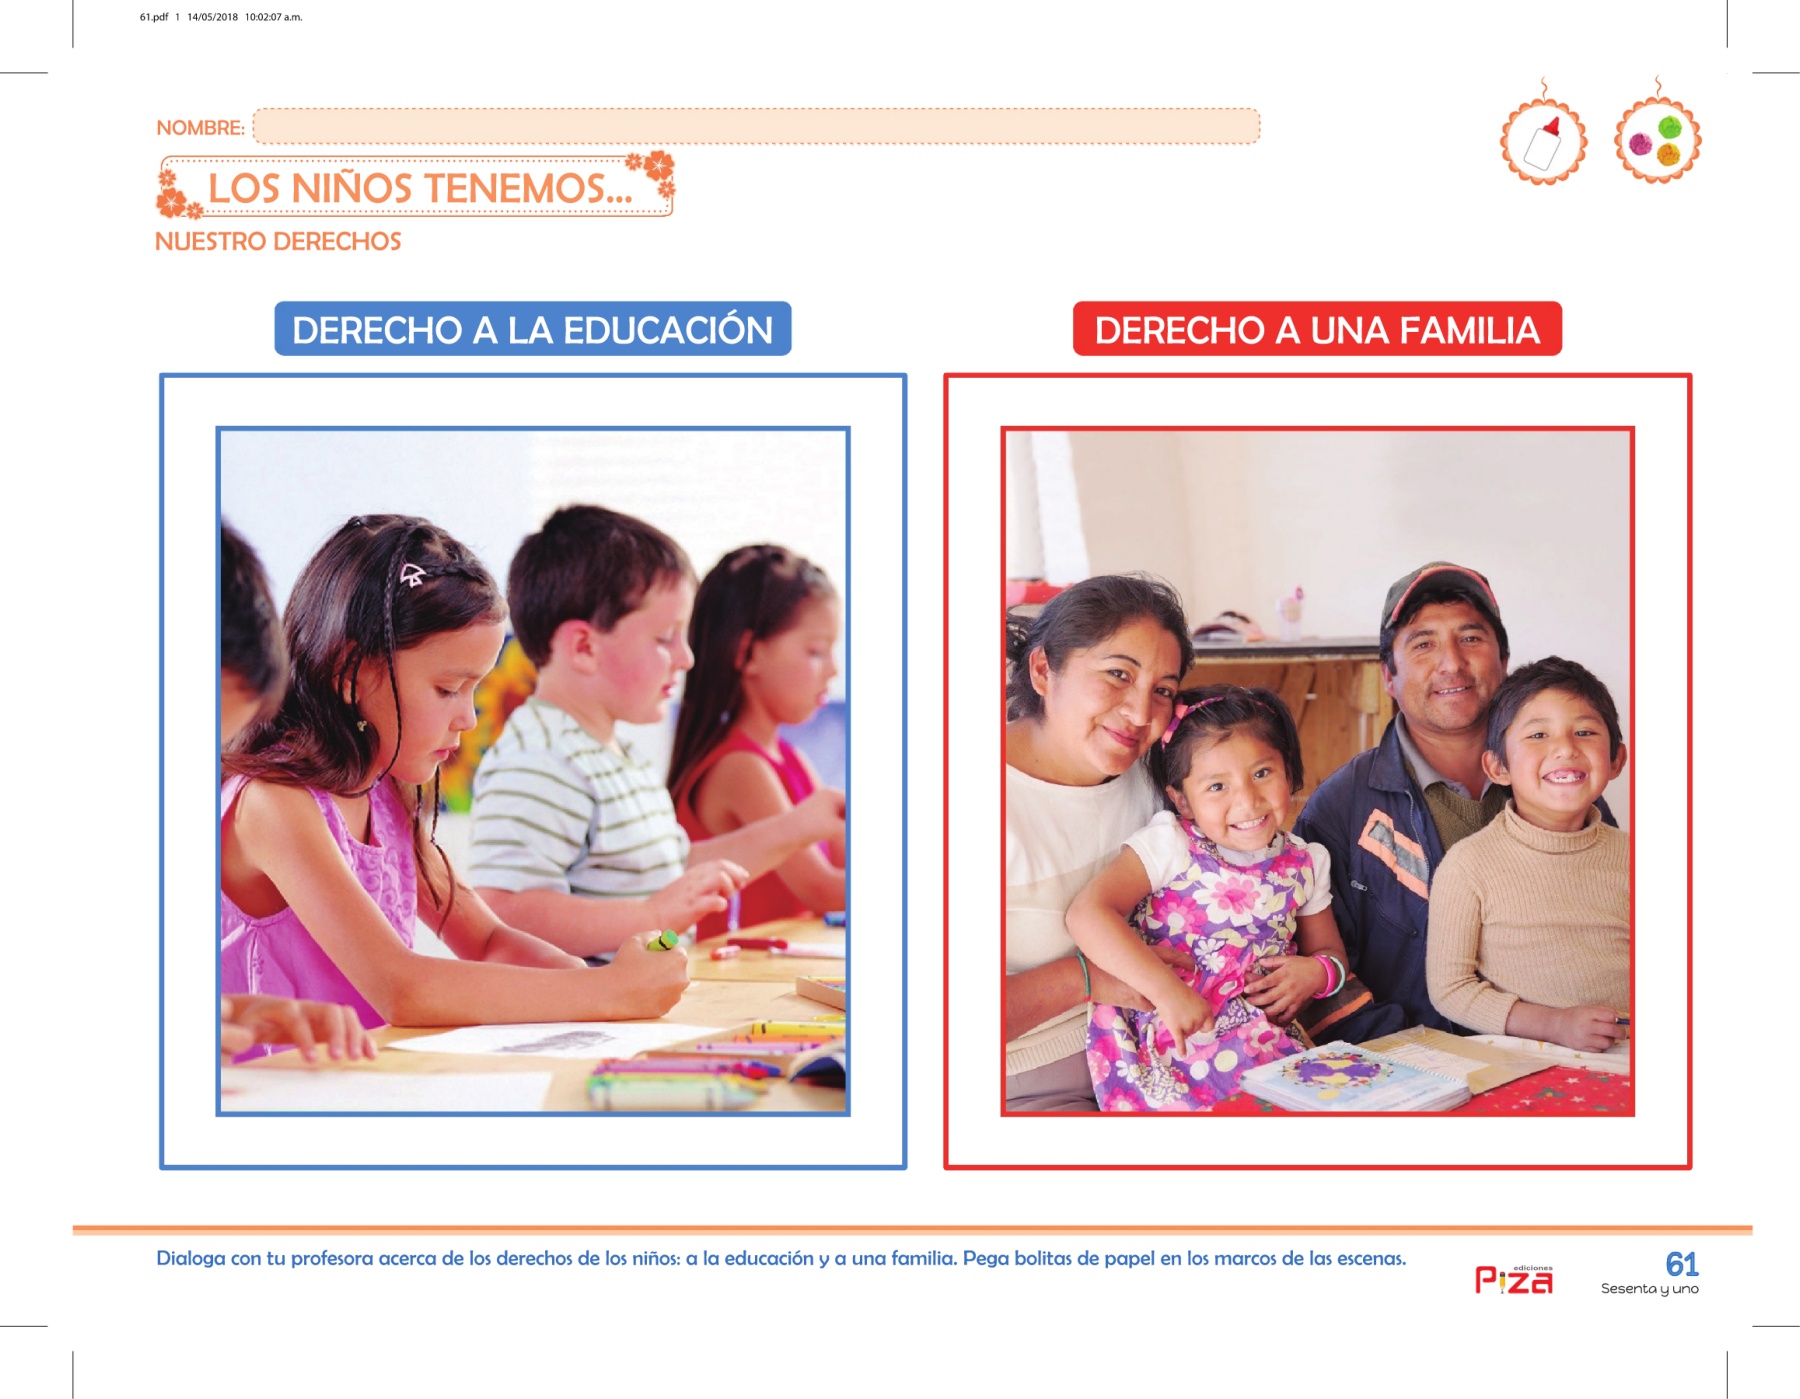 61.pdf 1 14/05/2018 10:02:07 a.m.
NOMBRE:
LOS NIÑOS TENEMOS...
NUESTRO DERECHOS
DERECHO A LA EDUCACIÓN
DERECHO A UNA FAMILIA
Dialoga con tu profesora acerca de los derechos de los niños: a la educación y a una familia. Pega bolitas de papel en los marcos de las escenas.
ediciones
PiZa
61
Sesenta y uno